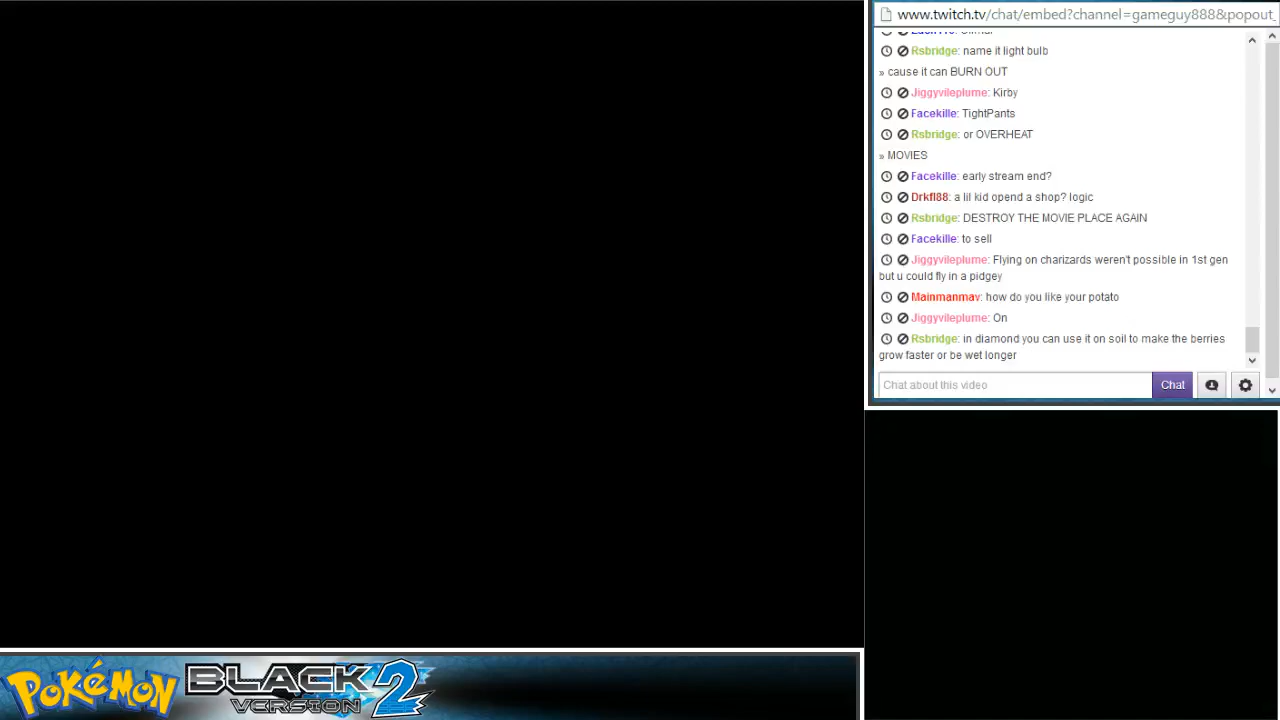 www.twitch.tv/chat/embed?channel=gameguy888&popout_
Rsbridge: name it light bulb
» cause it can BURN OUT
Jiggyvileplume: Kirby
Facekille: TightPants
Rsbridge: or OVERHEAT
» MOVIES
Facekille: early stream end?
Drkfl88: a lil kid opend a shop? logic
Rsbridge: DESTROY THE MOVIE PLACE AGAIN
Facekille: to sell
Jiggyvileplume: Flying on charizards weren't possible in 1st gen
but u could fly in a pidgey
Mainmanmav: how do you like your potato
Jiggyvileplume: On
Rsbridge: in diamond you can use it on soil to make the berries
grow faster or be wet longer
Chat about this video
Chat
POKéMON
BLACK 2
VERSION